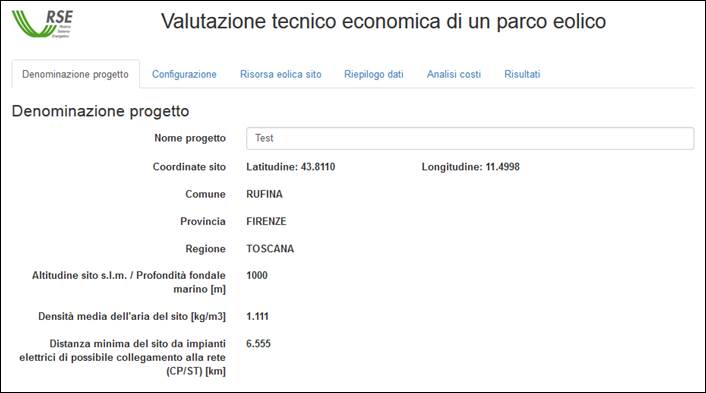 RSE
Ricerca
Sistema
Energetico
Valutazione tecnico economica di un parco eolico
Denominazione progetto Configurazione Risorsa eolica sito Riepilogo dati Analisi costi Risultati
Denominazione progetto
Nome progetto Test
Coordinate sito Latitudine: 43.8110 Longitudine: 11.4998
Comune RUFINA
Provincia FIRENZE
Regione TOSCANA
Altitudine sito s.l.m. / Profondità fondale 1000
marino [m]
Densità media dell'aria del sito [kg/m3] 1.111
Distanza minima del sito da impianti 6.555
elettrici di possibile collegamento alla rete
(CP/ST) [km]